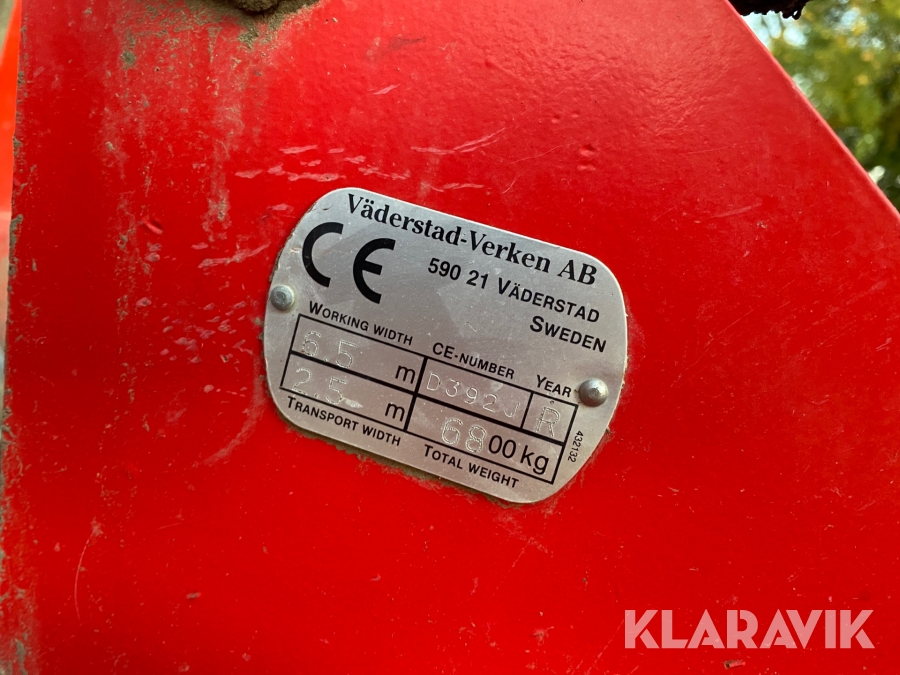 Väderstad-Verken AB
CE
590 21 VÄDERSTAD
SWEDEN
WORKING WIDTH
6.5 m
CE-NUMBER
D392J
YEAR
R
2.5 m
6800 kg
TRANSPORT WIDTH
TOTAL WEIGHT
432132
KLARAVIK